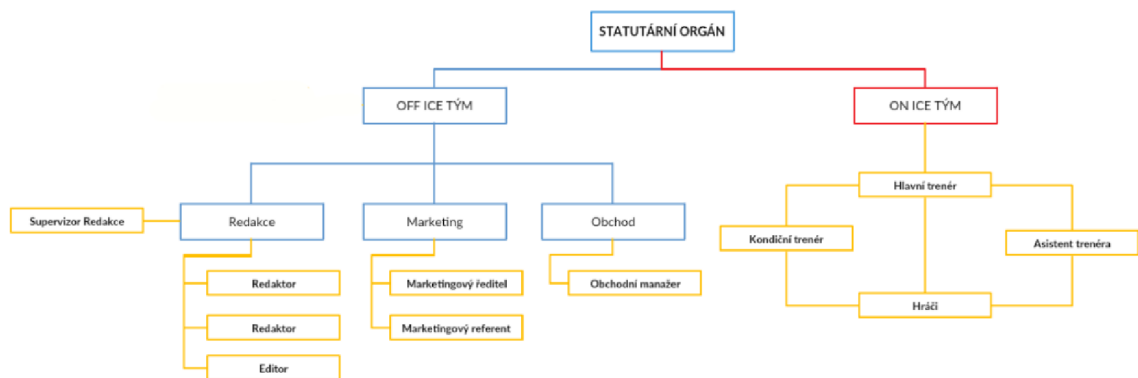 STATUTÁRNÍ ORGÁN
OFF ICE TÝM
ON ICE TÝM
Hlavní trenér
Supervizor Redakce
Redakce
Marketing
Obchod
Kondiční trenér
Asistent trenéra
Redaktor
Marketingový ředitel
Obchodní manažer
Hráči
Redaktor
Marketingový referent
Editor